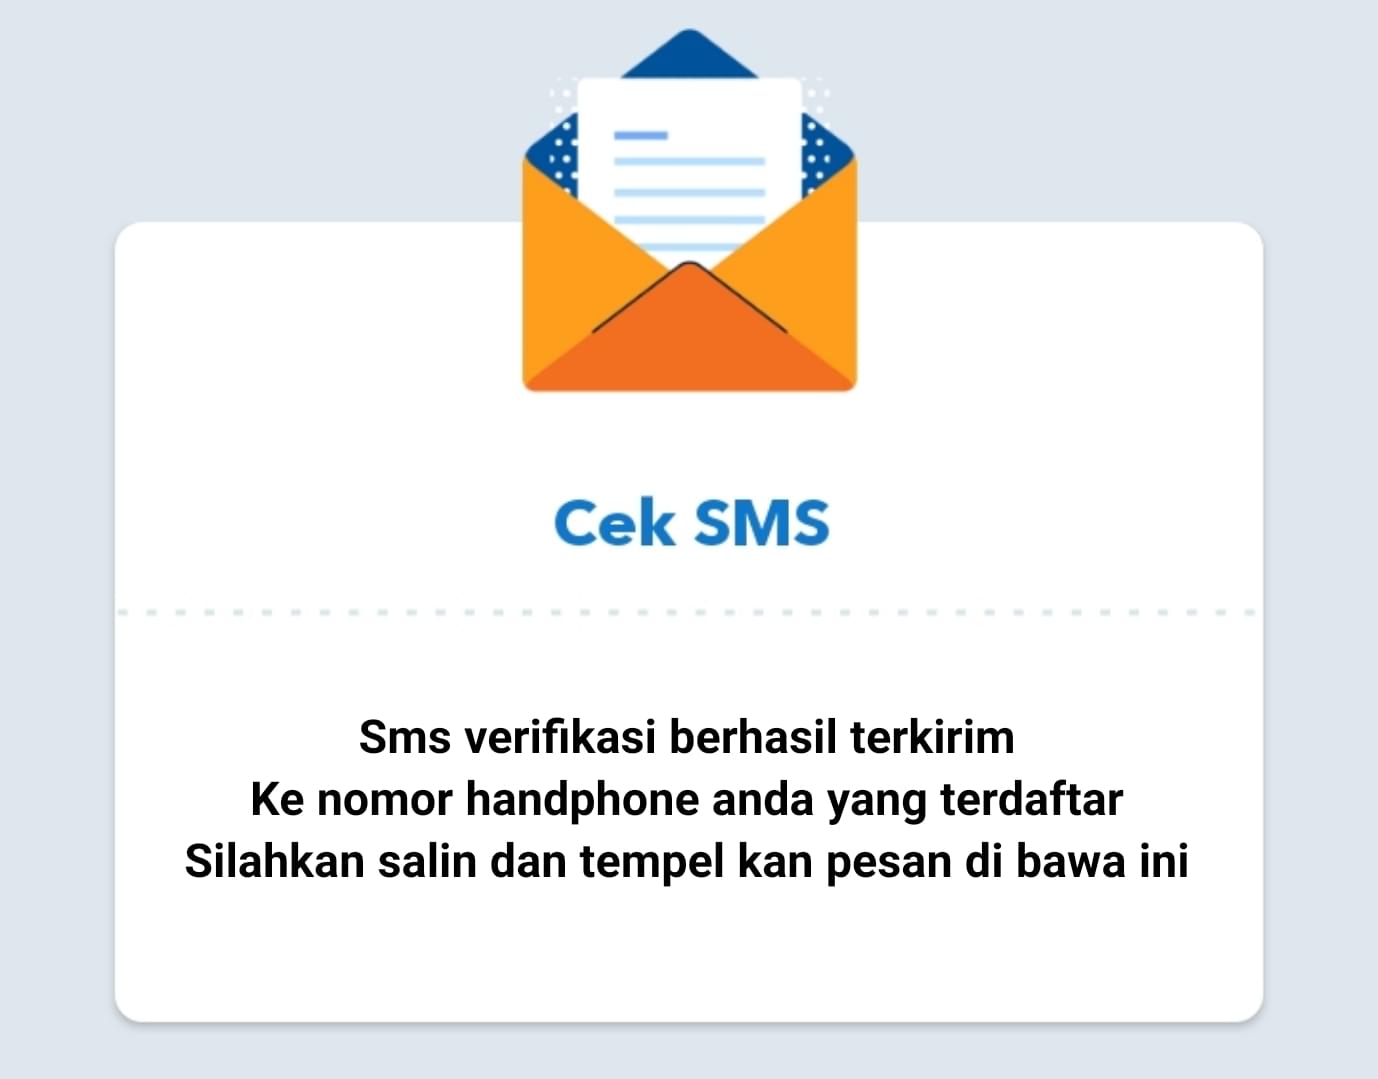 Cek SMS
Sms verifikasi berhasil terkirim
Ke nomor handphone anda yang terdaftar
Silahkan salin dan tempel kan pesan di bawa ini